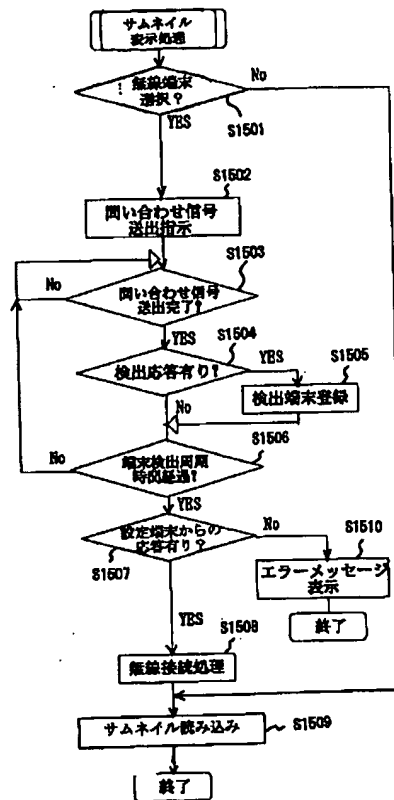 サムネイル
表示処理
無線端末
選択?
No
S1501
YES
S1502
問い合わせ信号
送出指示
S1503
No
問い合わせ信号
送出完了?
YES
S1504
検出応答有り?
YES
S1505
検出端末登録
No
S1506
No
端末検出周期
時間経過?
YES
設定端末からの
応答有り?
No
S1507
S1510
エラーメッセージ
表示
終了
YES
S1508
無線接続処理
サムネイル読み込み
S1509
終了